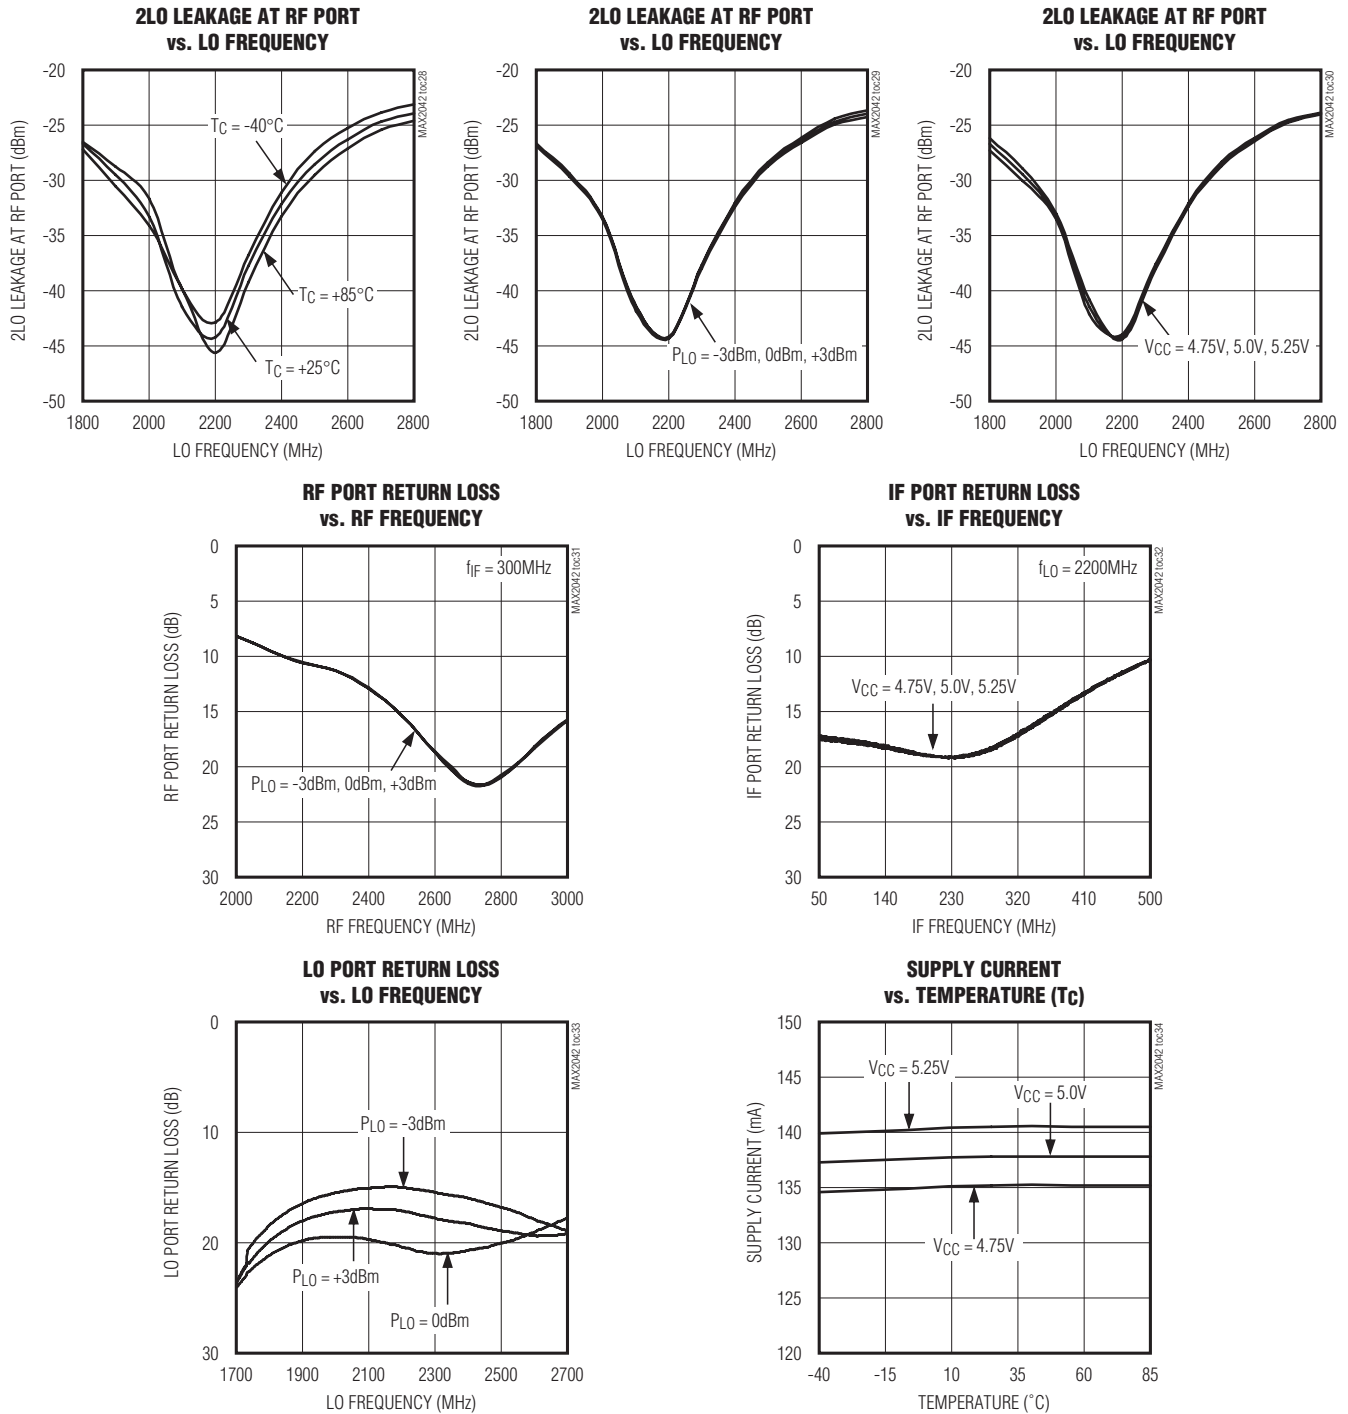 2LO LEAKAGE AT RF PORT
vs. LO FREQUENCY
2LO LEAKAGE AT RF PORT (dBm)
-20
-25
-30
-35
-40
-45
-50
TC = -40°C
TC = +85°C
TC = +25°C
MAX2042 toc28
1800 2000 2200 2400 2600 2800
LO FREQUENCY (MHz)
2LO LEAKAGE AT RF PORT
vs. LO FREQUENCY
2LO LEAKAGE AT RF PORT (dBm)
-20
-25
-30
-35
-40
-45
-50
PLO = -3dBm, 0dBm, +3dBm
MAX2042 toc29
1800 2000 2200 2400 2600 2800
LO FREQUENCY (MHz)
2LO LEAKAGE AT RF PORT
vs. LO FREQUENCY
2LO LEAKAGE AT RF PORT (dBm)
-20
-25
-30
-35
-40
-45
-50
VCC = 4.75V, 5.0V, 5.25V
MAX2042 toc30
1800 2000 2200 2400 2600 2800
LO FREQUENCY (MHz)
RF PORT RETURN LOSS
vs. RF FREQUENCY
RF PORT RETURN LOSS (dB)
0
5
10
15
20
25
30
fIF = 300MHz
PLO = -3dBm, 0dBm, +3dBm
MAX2042 toc31
2000 2200 2400 2600 2800 3000
RF FREQUENCY (MHz)
IF PORT RETURN LOSS
vs. IF FREQUENCY
IF PORT RETURN LOSS (dB)
0
5
10
15
20
25
30
fLO = 2200MHz
VCC = 4.75V, 5.0V, 5.25V
MAX2042 toc32
50 140 230 320 410 500
IF FREQUENCY (MHz)
LO PORT RETURN LOSS
vs. LO FREQUENCY
LO PORT RETURN LOSS (dB)
0
10
20
30
PLO = -3dBm
PLO = +3dBm
PLO = 0dBm
MAX2042 toc33
1700 1900 2100 2300 2500 2700
LO FREQUENCY (MHz)
SUPPLY CURRENT
vs. TEMPERATURE (TC)
SUPPLY CURRENT (mA)
150
145
140
135
130
125
120
VCC = 5.25V
VCC = 5.0V
VCC = 4.75V
MAX2042 toc34
-40 -15 10 35 60 85
TEMPERATURE (°C)